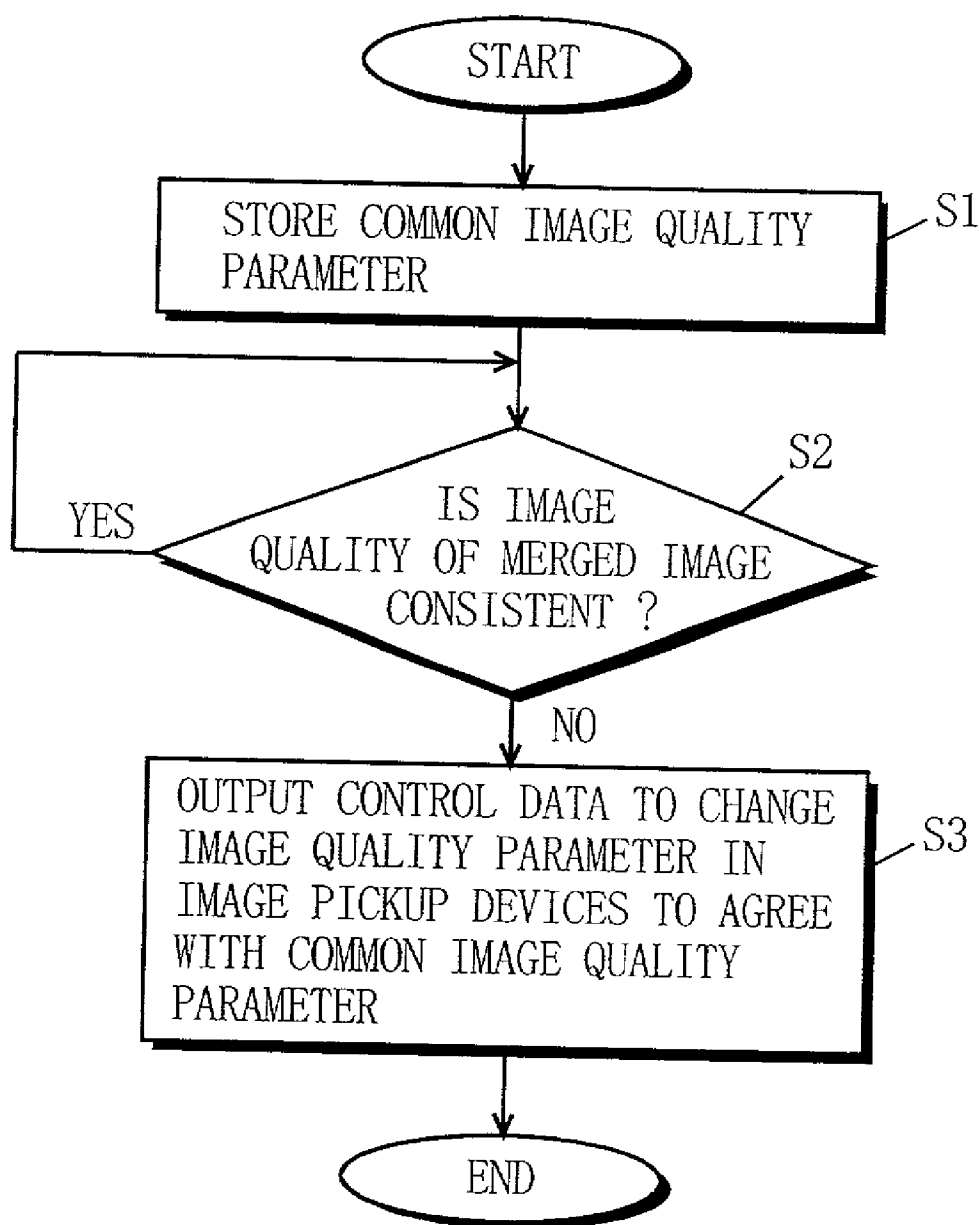 START
STORE COMMON IMAGE QUALITY
PARAMETER
S1
S2
IS IMAGE
QUALITY OF MERGED IMAGE
CONSISTENT ?
YES
NO
OUTPUT CONTROL DATA TO CHANGE
IMAGE QUALITY PARAMETER IN
IMAGE PICKUP DEVICES TO AGREE
WITH COMMON IMAGE QUALITY
PARAMETER
S3
END